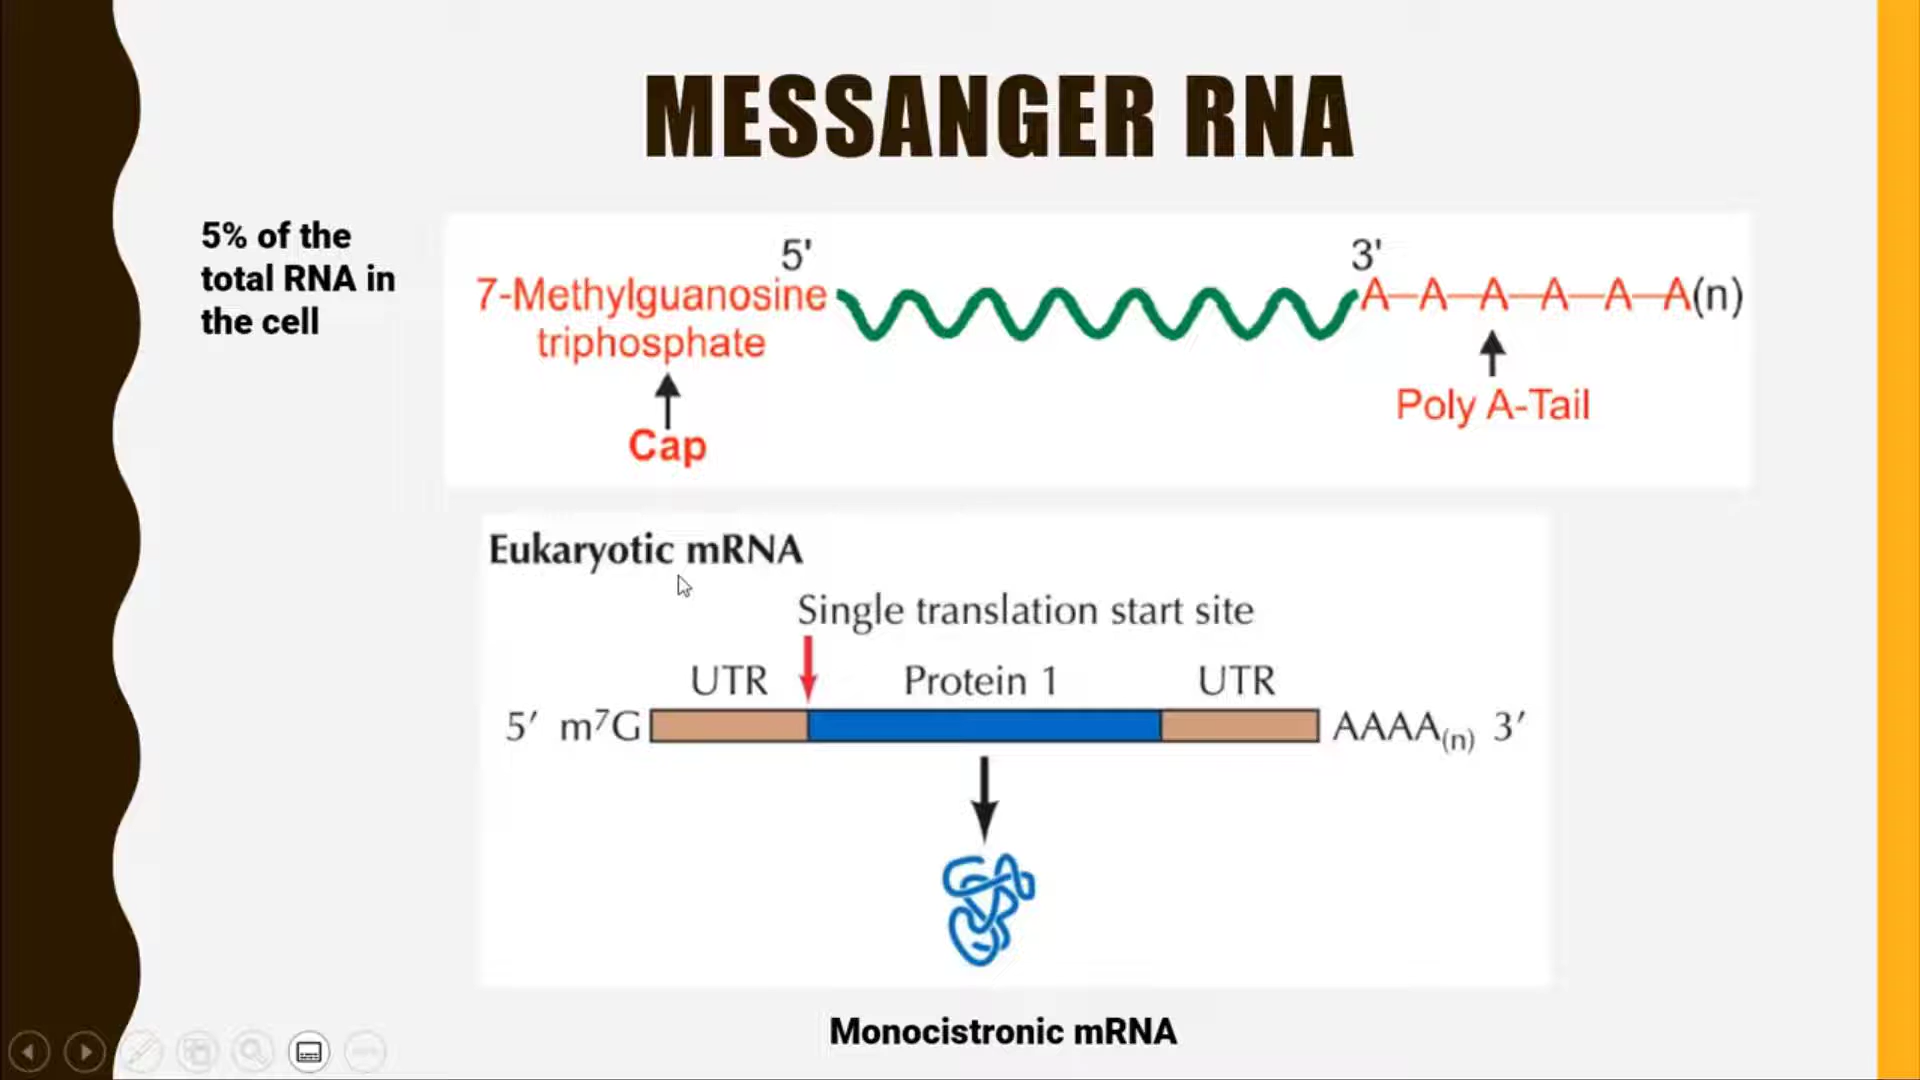 MESSANGER RNA
5% of the
total RNA in
the cell
5' 3'
7-Methylguanosine A–A–A–A–A–A(n)
triphosphate
Cap
Poly A-Tail
Eukaryotic mRNA
Single translation start site
UTR Protein 1 UTR
5′ m⁷G AAAA(n) 3′
Monocistronic mRNA